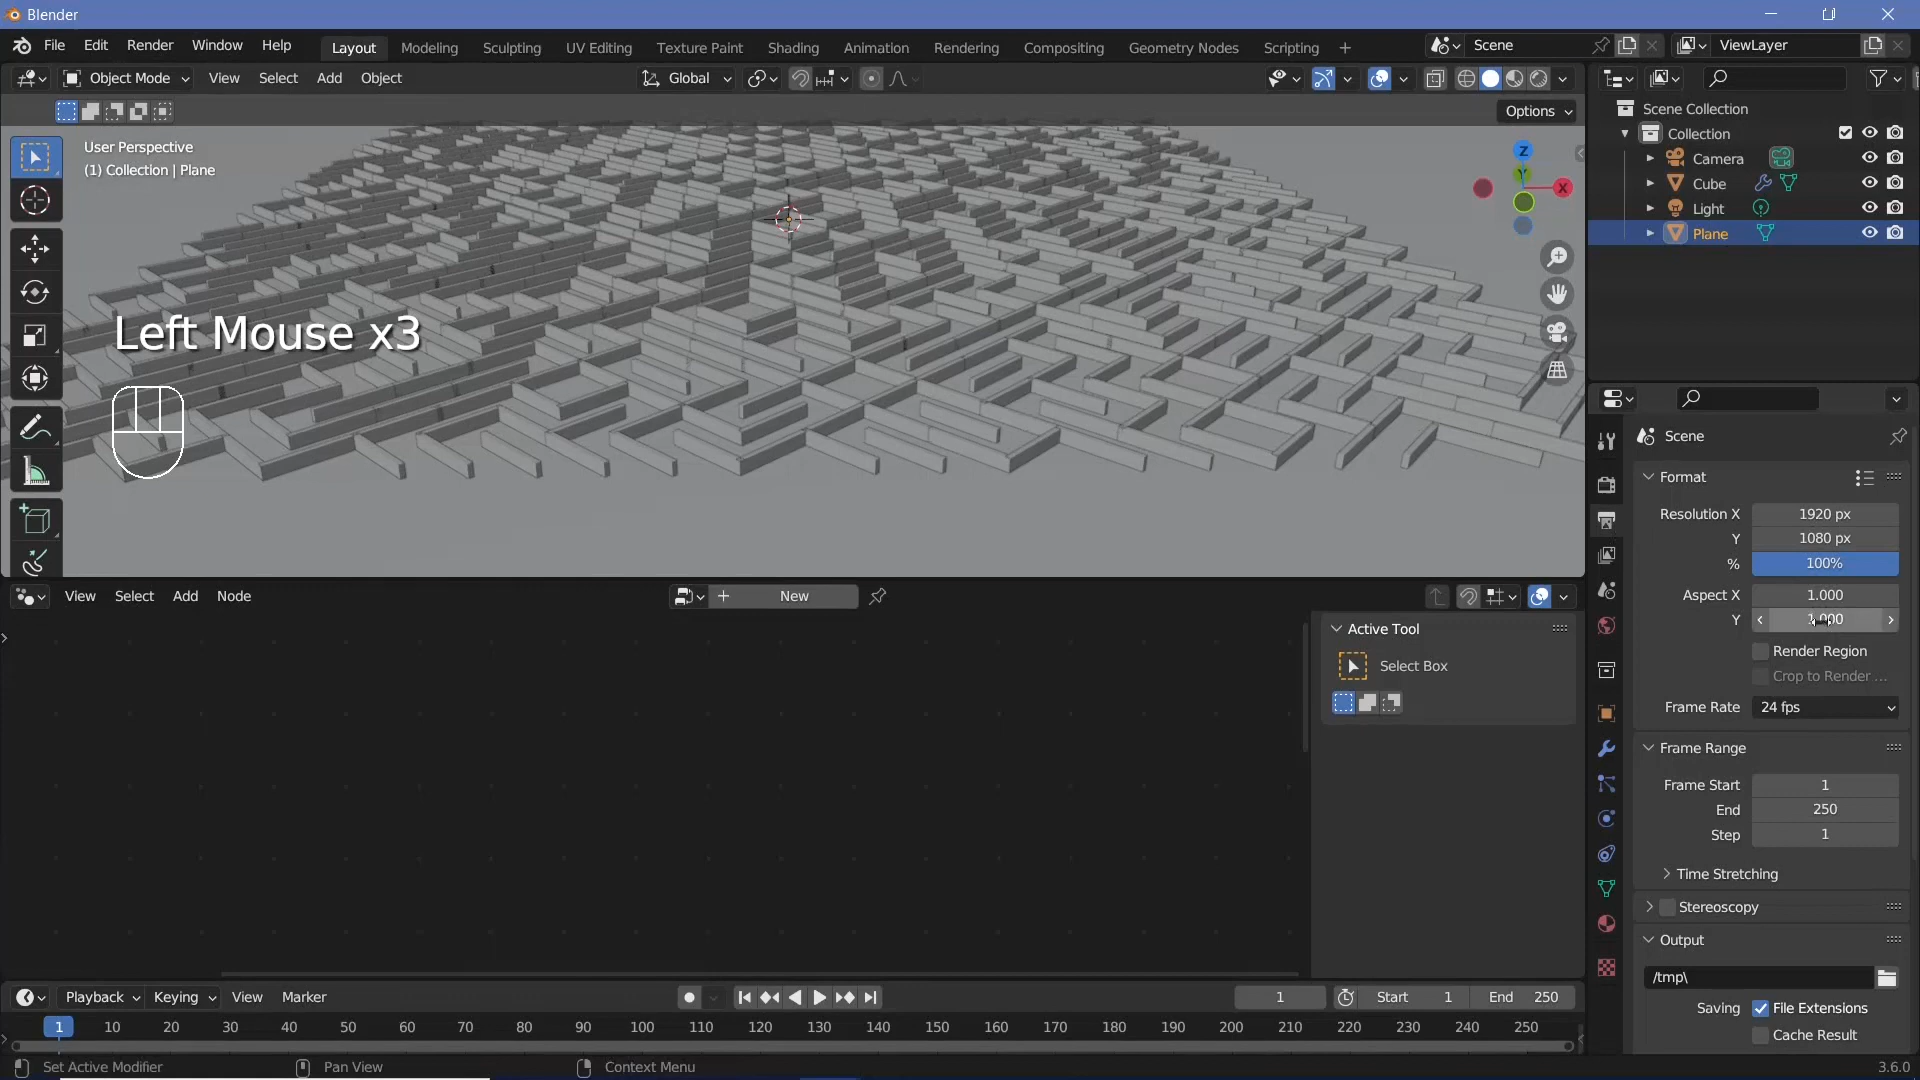 Blender
File Edit Render Window Help Layout Modeling Sculpting UV Editing Texture Paint Shading Animation Rendering Compositing Geometry Nodes Scripting + Scene ViewLayer
Object Mode View Select Add Object Global
Options
User Perspective
(1) Collection | Plane
Z
Y
X
Left Mouse x3
Scene Collection
Collection
Camera
Cube
Light
Plane
Scene
Format
Resolution X 1920 px
Y 1080 px
% 100%
Aspect X 1.000
Y 1.000
Render Region
Crop to Render ...
Frame Rate 24 fps
Frame Range
Frame Start 1
End 250
Step 1
Time Stretching
Stereoscopy
Output
/tmp\
Saving File Extensions
Cache Result
View Select Add Node + New
Active Tool
Select Box
Playback Keying View Marker 1 Start 1 End 250
1 10 20 30 40 50 60 70 80 90 100 110 120 130 140 150 160 170 180 190 200 210 220 230 240 250
Set Active Modifier Pan View Context Menu 3.6.0